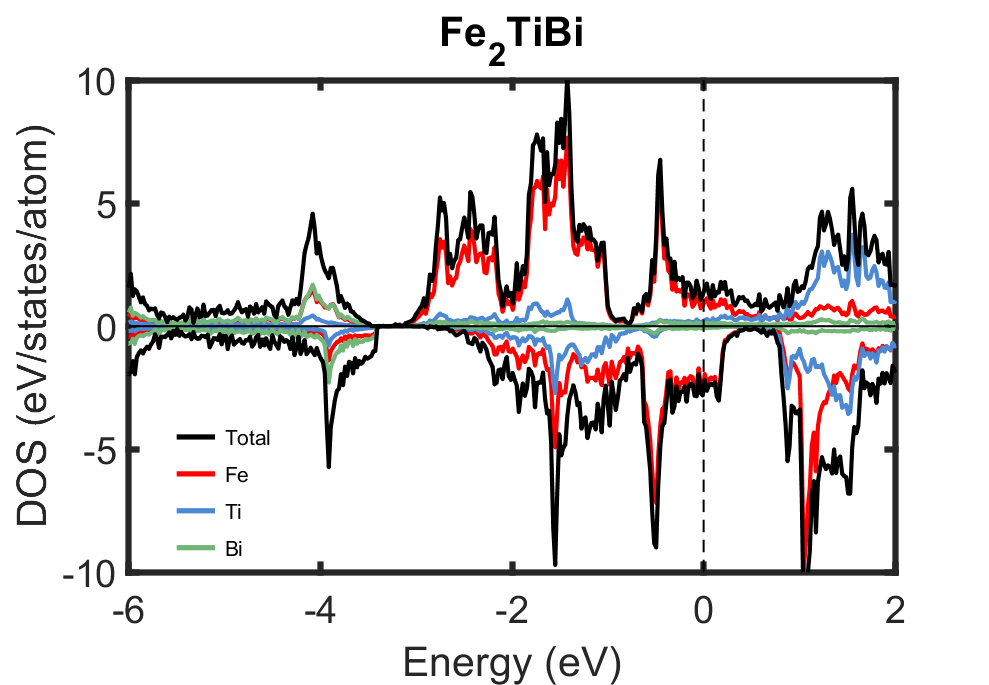 Fe₂TiBi
10
5
0
-5
-10
DOS (eV/states/atom)
Total
Fe
Ti
Bi
-6 -4 -2 0 2
Energy (eV)